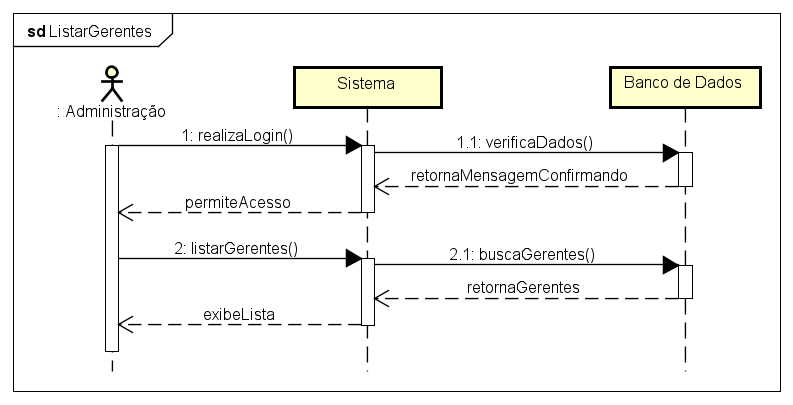 sd ListarGerentes
: Administração
Sistema
Banco de Dados
1: realizaLogin()
1.1: verificaDados()
retornaMensagemConfirmando
permiteAcesso
2: listarGerentes()
2.1: buscaGerentes()
retornaGerentes
exibeLista